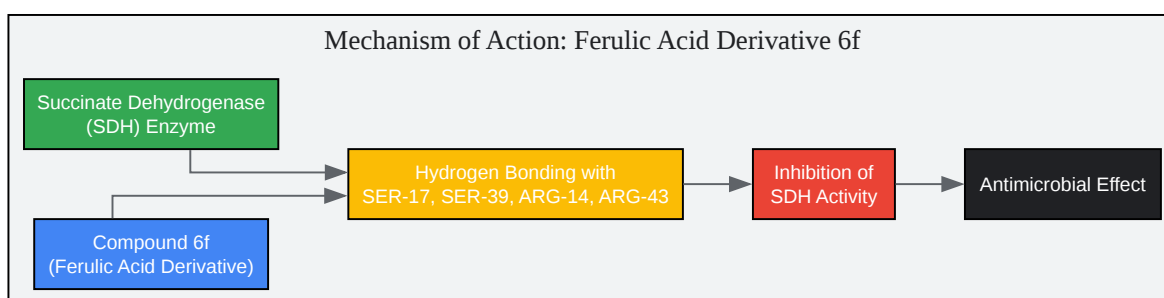 Mechanism of Action: Ferulic Acid Derivative 6f
Succinate Dehydrogenase
(SDH) Enzyme
Hydrogen Bonding with
SER-17, SER-39, ARG-14, ARG-43
Inhibition of
SDH Activity
Antimicrobial Effect
Compound 6f
(Ferulic Acid Derivative)